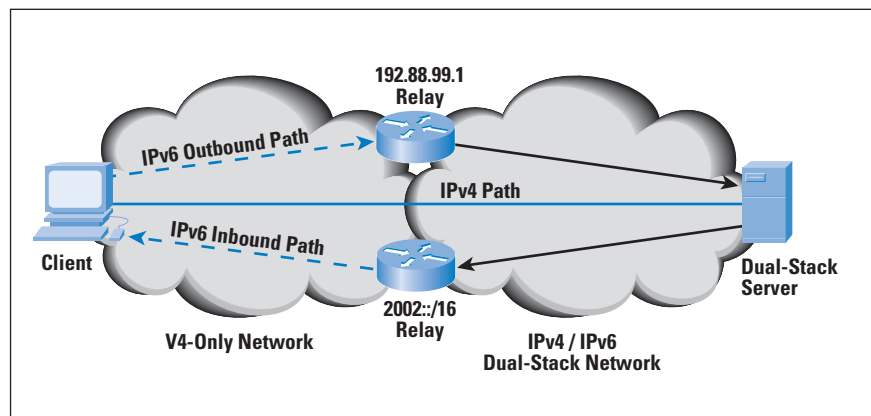 192.88.99.1
Relay
IPv6 Outbound Path
IPv4 Path
IPv6 Inbound Path
Client
Dual-Stack
Server
2002::/16
Relay
V4-Only Network
IPv4 / IPv6
Dual-Stack Network